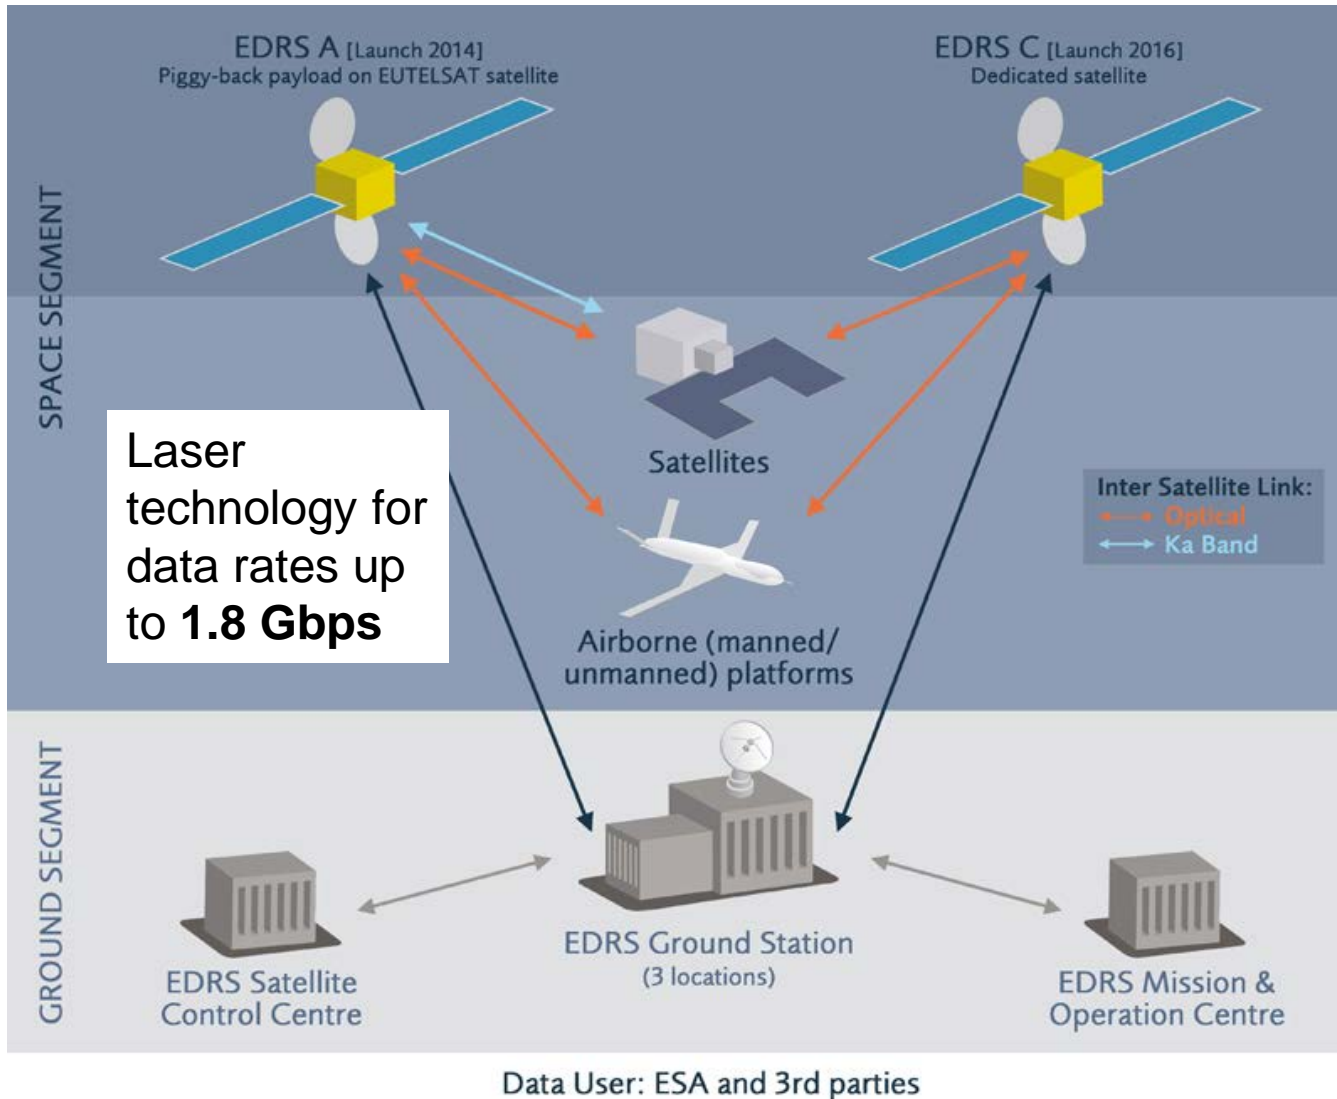 EDRS A [Launch 2014]
Piggy-back payload on EUTELSAT satellite
EDRS C [Launch 2016]
Dedicated satellite
SPACE SEGMENT
Satellites
Laser
technology for
data rates up
to 1.8 Gbps
Inter Satellite Link:
Optical
Ka Band
Airborne (manned/
unmanned) platforms
GROUND SEGMENT
EDRS Satellite
Control Centre
EDRS Ground Station
(3 locations)
EDRS Mission &
Operation Centre
Data User: ESA and 3rd parties